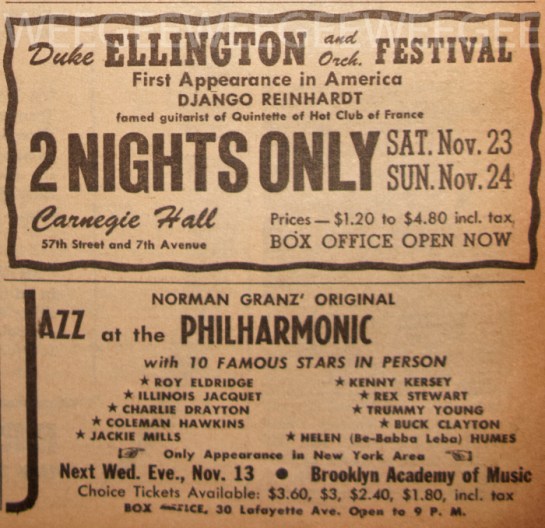 WEEGEE WEEGEE WEEGEE WEEGEE
Duke ELLINGTON and Orch. FESTIVAL
First Appearance in America
DJANGO REINHARDT
famed guitarist of Quintette of Hot Club of France
2 NIGHTS ONLY SAT. Nov. 23
SUN. Nov. 24
Carnegie Hall Prices — $1.20 to $4.80 incl. tax
57th Street and 7th Avenue BOX OFFICE OPEN NOW
NORMAN GRANZ' ORIGINAL
JAZZ at the PHILHARMONIC
with 10 FAMOUS STARS IN PERSON
★ ROY ELDRIDGE ★ KENNY KERSEY
★ ILLINOIS JACQUET ★ REX STEWART
★ CHARLIE DRAYTON ★ TRUMMY YOUNG
★ COLEMAN HAWKINS ★ BUCK CLAYTON
★ JACKIE MILLS ★ HELEN (Be-Babba Leba) HUMES
Only Appearance in New York Area
Next Wed. Eve., Nov. 13 ● Brooklyn Academy of Music
Choice Tickets Available: $3.60, $3, $2.40, $1.80, incl. tax
BOX OFFICE, 30 Lafayette Ave. Open to 9 P. M.